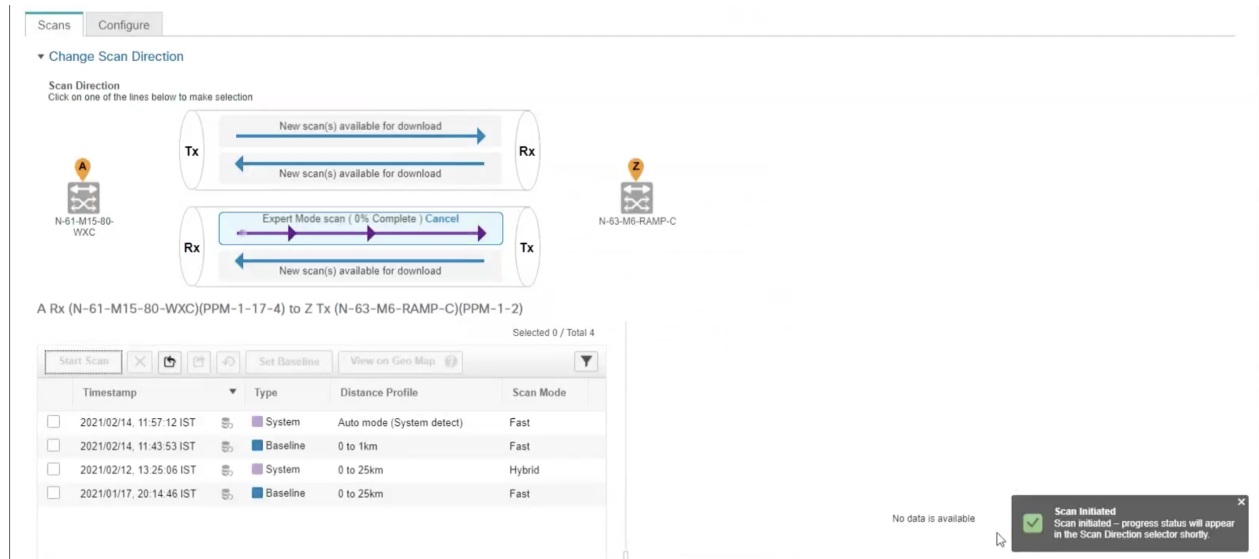 Scans
Configure
Change Scan Direction
Scan Direction
Click on one of the lines below to make selection
New scan(s) available for download
Tx
Rx
New scan(s) available for download
A
Z
N-61-M15-80-
WXC
N-63-M6-RAMP-C
Expert Mode scan ( 0% Complete ) Cancel
Rx
Tx
New scan(s) available for download
A Rx (N-61-M15-80-WXC)(PPM-1-17-4) to Z Tx (N-63-M6-RAMP-C)(PPM-1-2)
Selected 0 / Total 4
Start Scan
Set Baseline
View on Geo Map
Timestamp Type Distance Profile Scan Mode
2021/02/14, 11:57:12 IST System Auto mode (System detect) Fast
2021/02/14, 11:43:53 IST Baseline 0 to 1km Fast
2021/02/12, 13:25:06 IST System 0 to 25km Hybrid
2021/01/17, 20:14:46 IST Baseline 0 to 25km Fast
No data is available
Scan Initiated
Scan initiated – progress status will appear
in the Scan Direction selector shortly.